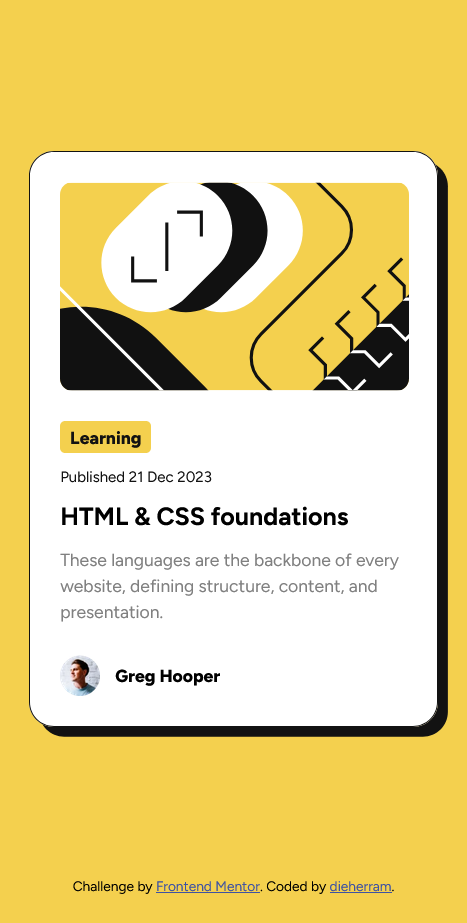 Learning
Published 21 Dec 2023
HTML & CSS foundations
These languages are the backbone of every
website, defining structure, content, and
presentation.
Greg Hooper
Challenge by Frontend Mentor. Coded by dieherram.